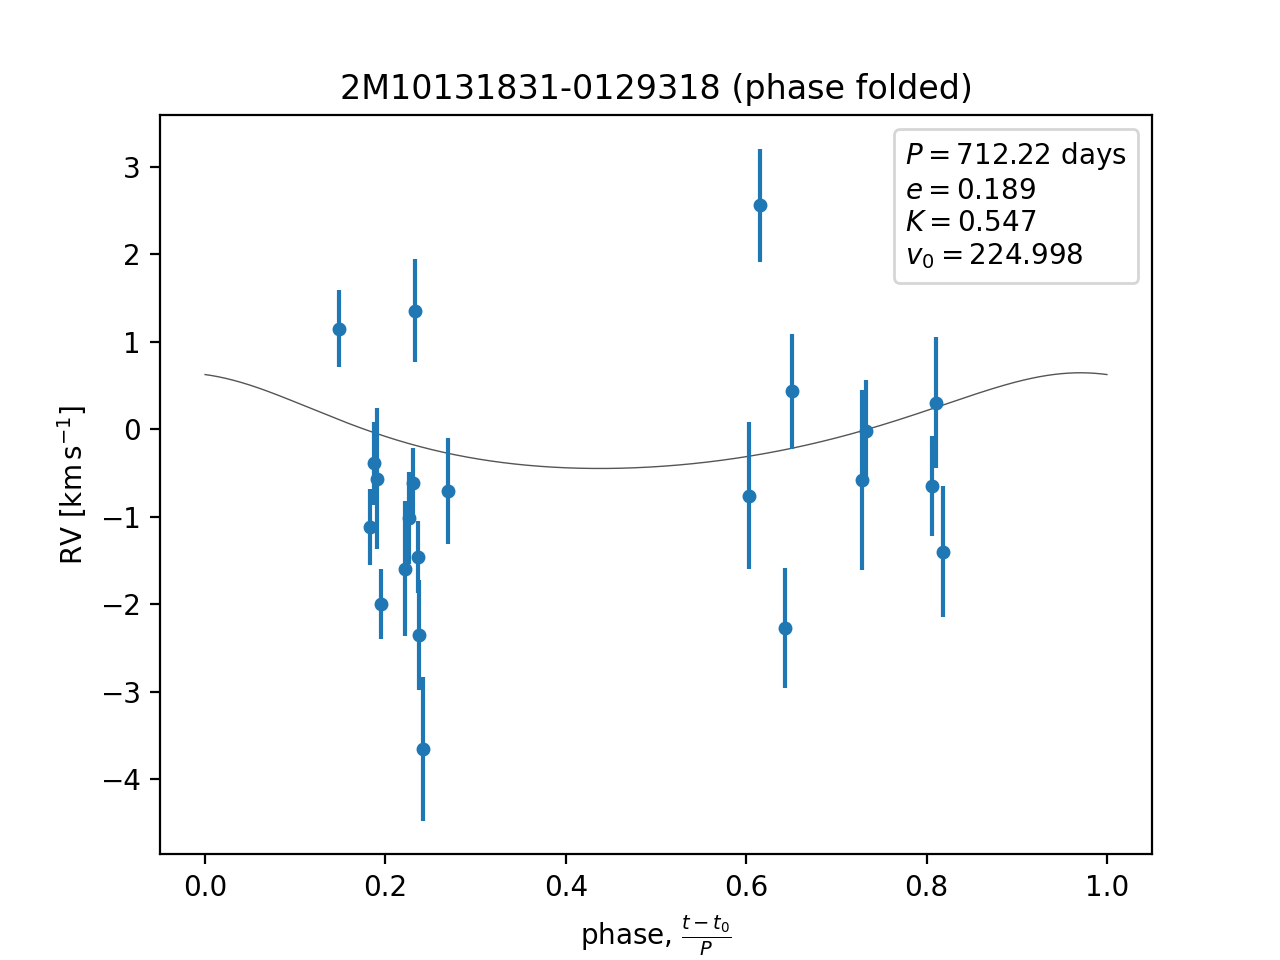 2M10131831-0129318 (phase folded)
P = 712.22 days
e = 0.189
K = 0.547
v₀ = 224.998
3
2
1
0
−1
−2
−3
−4
RV [km s⁻¹]
0.0 0.2 0.4 0.6 0.8 1.0
phase, (t − t₀)/P